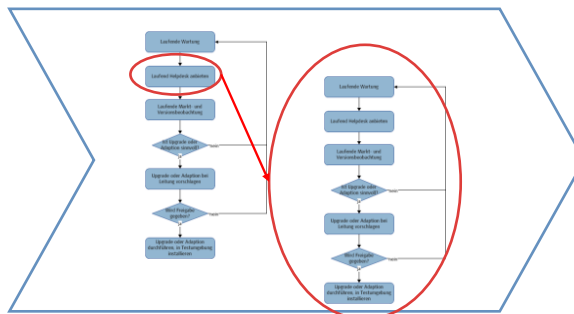 Laufende Wartung
Laufend Helpdesk anbieten
Laufende Markt- und
Versionsbeobachtung
Ist Upgrade oder
Adaption sinnvoll?
Upgrade oder Adaption bei
Leitung vorschlagen
Wird Freigabe
gegeben?
Upgrade oder Adaption
durchführen, in Testumgebung
installieren
Laufende Wartung
Laufend Helpdesk anbieten
Laufende Markt- und
Versionsbeobachtung
Ist Upgrade oder
Adaption sinnvoll?
Upgrade oder Adaption bei
Leitung vorschlagen
Wird Freigabe
gegeben?
Upgrade oder Adaption
durchführen, in Testumgebung
installieren